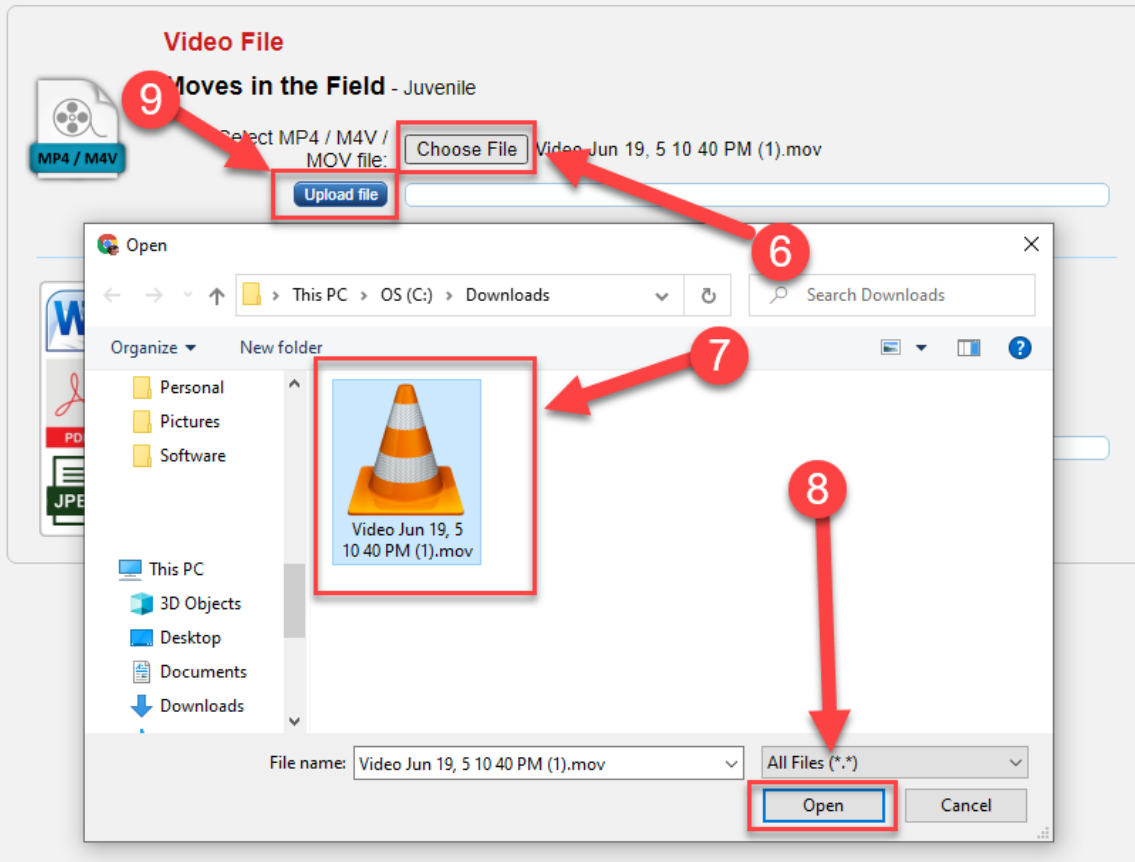 Video File
Moves in the Field - Juvenile
9
Select MP4 / M4V /
MOV file:
Choose File
Video Jun 19, 5 10 40 PM (1).mov
MP4 / M4V
Upload file
6
Open
This PC > OS (C:) > Downloads
Search Downloads
Organize
New folder
?
7
W
PD
JPE
Personal
Pictures
Software
This PC
3D Objects
Desktop
Documents
Downloads
Video Jun 19, 5
10 40 PM (1).mov
8
File name:
Video Jun 19, 5 10 40 PM (1).mov
All Files (*.*)
Open
Cancel